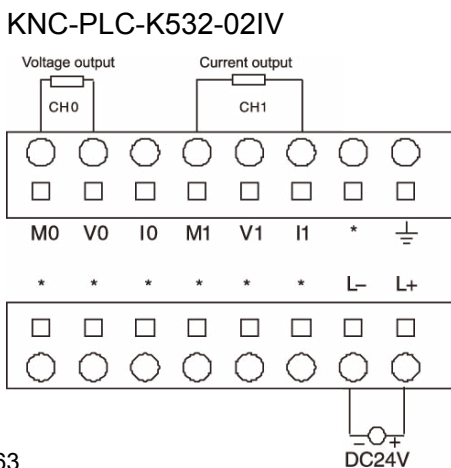 KNC-PLC-K532-02IV
Voltage output Current output
CH0 CH1
M0 V0 I0 M1 V1 I1 *
* * * * * * L- L+
- +
DC24V
63